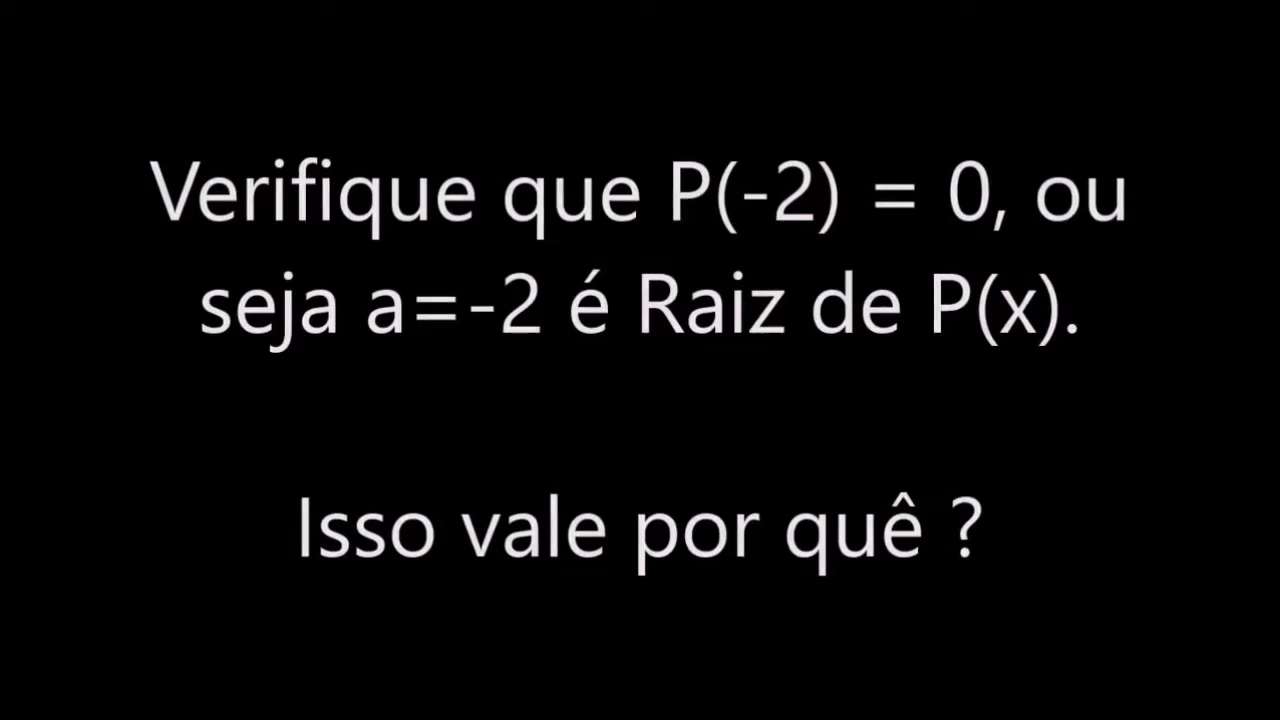 Verifique que P(-2) = 0, ou
seja a=-2 é Raiz de P(x).
Isso vale por quê ?